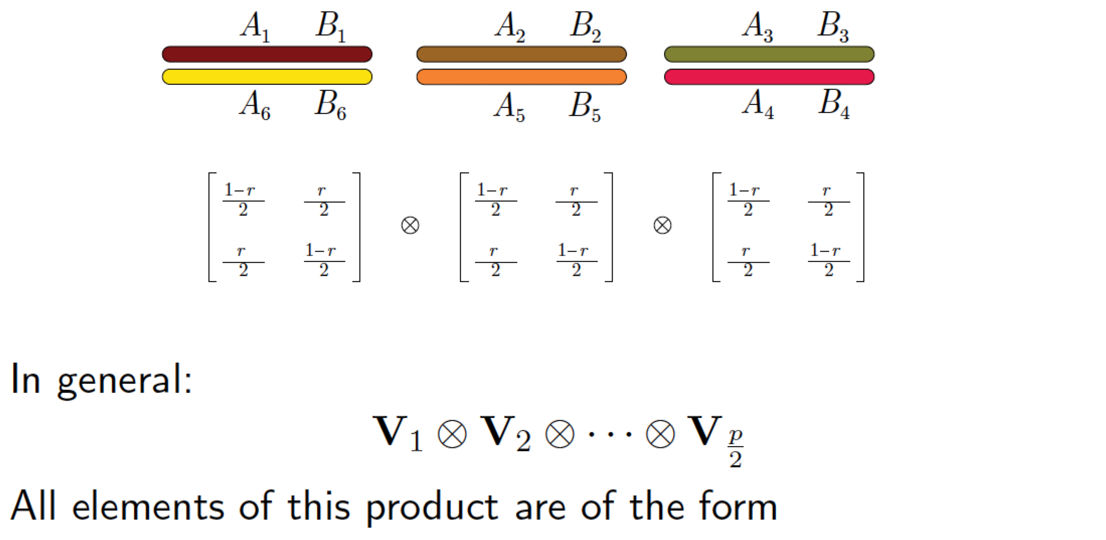 A₁ B₁ A₂ B₂ A₃ B₃
A₆ B₆ A₅ B₅ A₄ B₄
[ (1−r)/2 r/2 ] ⊗ [ (1−r)/2 r/2 ] ⊗ [ (1−r)/2 r/2 ]
[ r/2 (1−r)/2 ] [ r/2 (1−r)/2 ] [ r/2 (1−r)/2 ]
In general:
V₁ ⊗ V₂ ⊗ ⋯ ⊗ V_{p/2}
All elements of this product are of the form